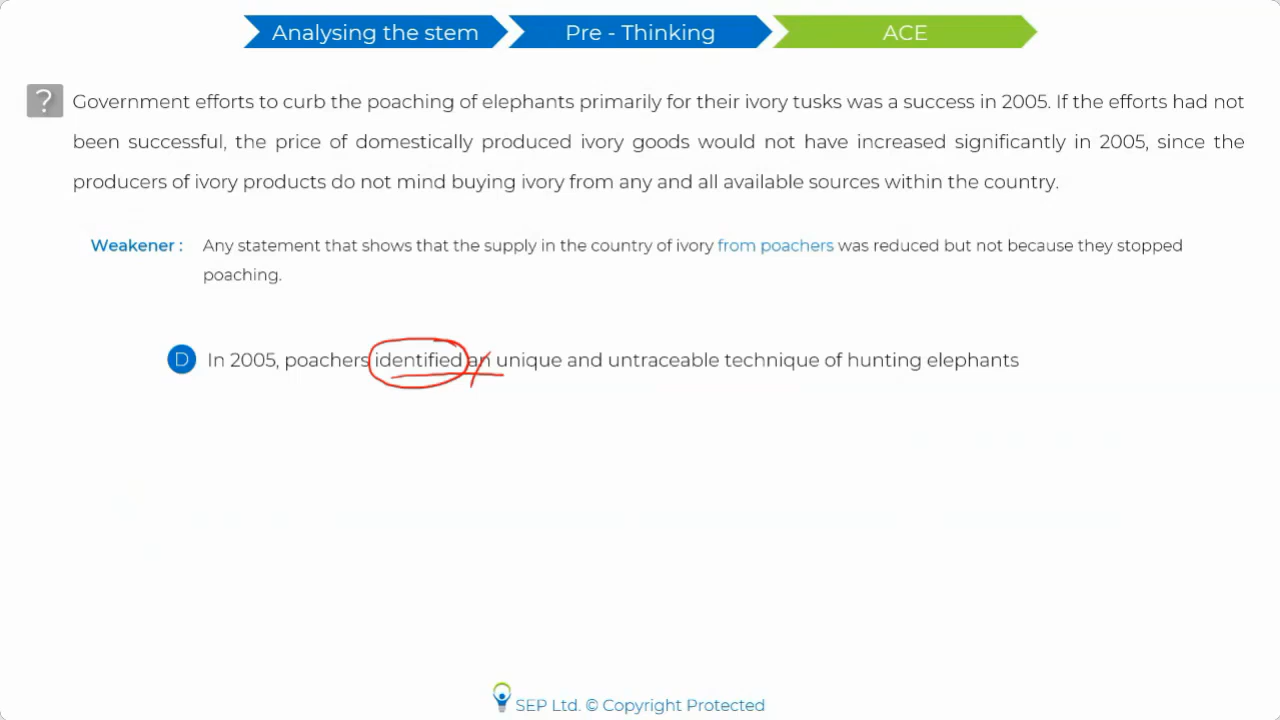 Analysing the stem
Pre - Thinking
ACE
? Government efforts to curb the poaching of elephants primarily for their ivory tusks was a success in 2005. If the efforts had not
been successful, the price of domestically produced ivory goods would not have increased significantly in 2005, since the
producers of ivory products do not mind buying ivory from any and all available sources within the country.
Weakener : Any statement that shows that the supply in the country of ivory from poachers was reduced but not because they stopped
poaching.
D In 2005, poachers identified an unique and untraceable technique of hunting elephants
SEP Ltd. © Copyright Protected